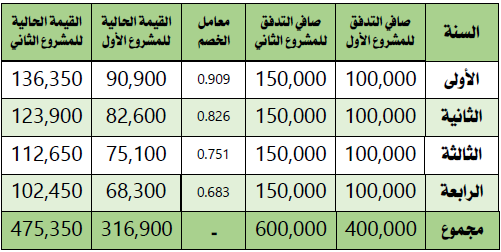 السنة صافي التدفق للمشروع الأول صافي التدفق للمشروع الثاني معامل الخصم القيمة الحالية للمشروع الأول القيمة الحالية للمشروع الثاني
الأولى 100,000 150,000 0.909 90,900 136,350
الثانية 100,000 150,000 0.826 82,600 123,900
الثالثة 100,000 150,000 0.751 75,100 112,650
الرابعة 100,000 150,000 0.683 68,300 102,450
مجموع 400,000 600,000 - 316,900 475,350